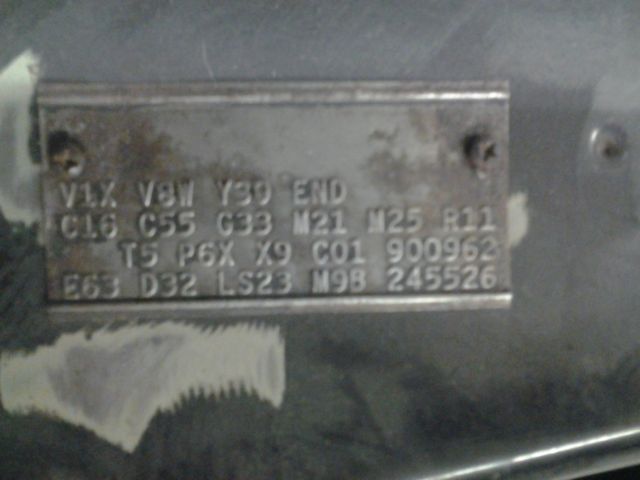 V1X V8W Y39 END
C16 C55 G33 M21 M25 R11
T5 P6X X9 C01 900962
E63 D32 LS23 M9B 245526